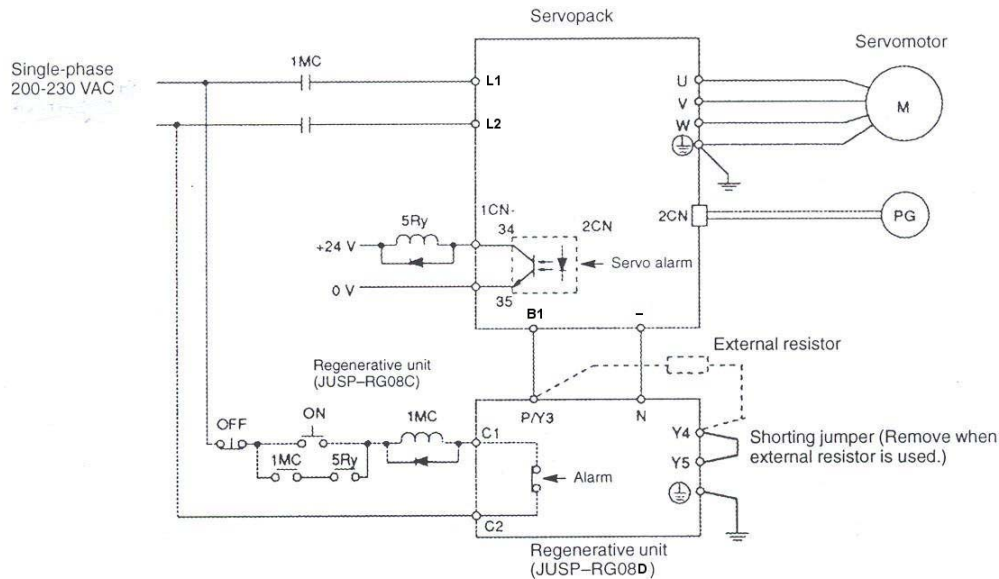 Servopack
Servomotor
Single-phase
200-230 VAC
1MC
L1
L2
U
V
W
M
1CN-
34
2CN
2CN
PG
5Ry
+24 V
Servo alarm
0 V
35
B1
–
External resistor
Regenerative unit
(JUSP–RG08C)
P/Y3
N
OFF
ON
1MC
C1
Y4
Shorting jumper (Remove when
external resistor is used.)
1MC
5Ry
Alarm
Y5
C2
Regenerative unit
(JUSP–RG08D)